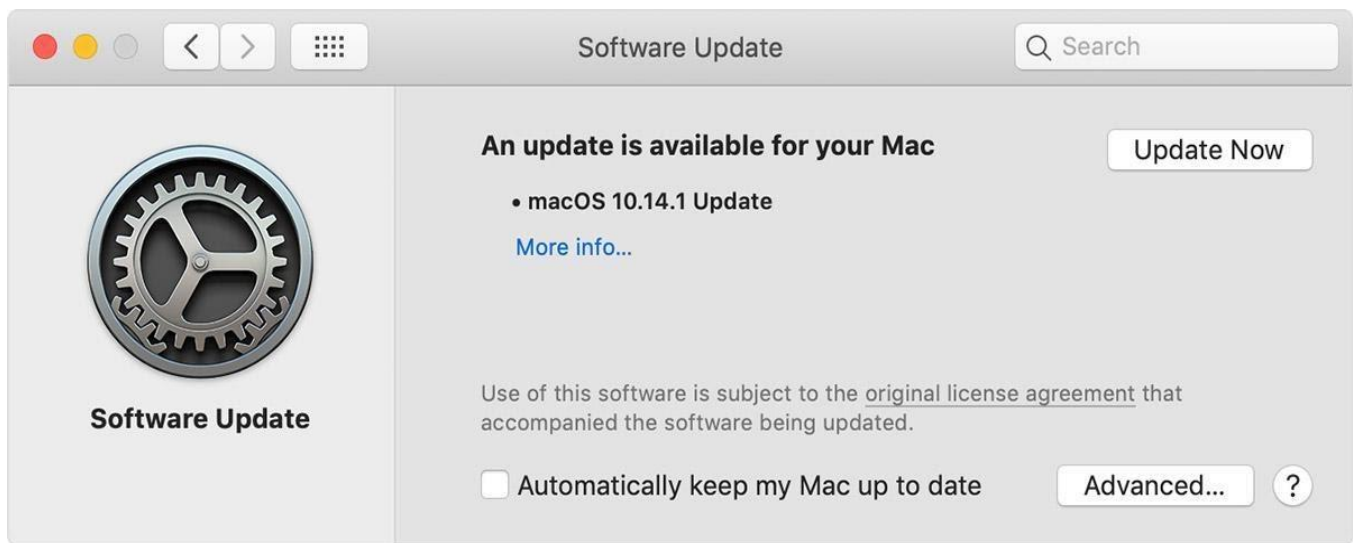 Software Update
Search
An update is available for your Mac
Update Now
• macOS 10.14.1 Update
More info...
Software Update
Use of this software is subject to the original license agreement that
accompanied the software being updated.
Automatically keep my Mac up to date
Advanced...
?